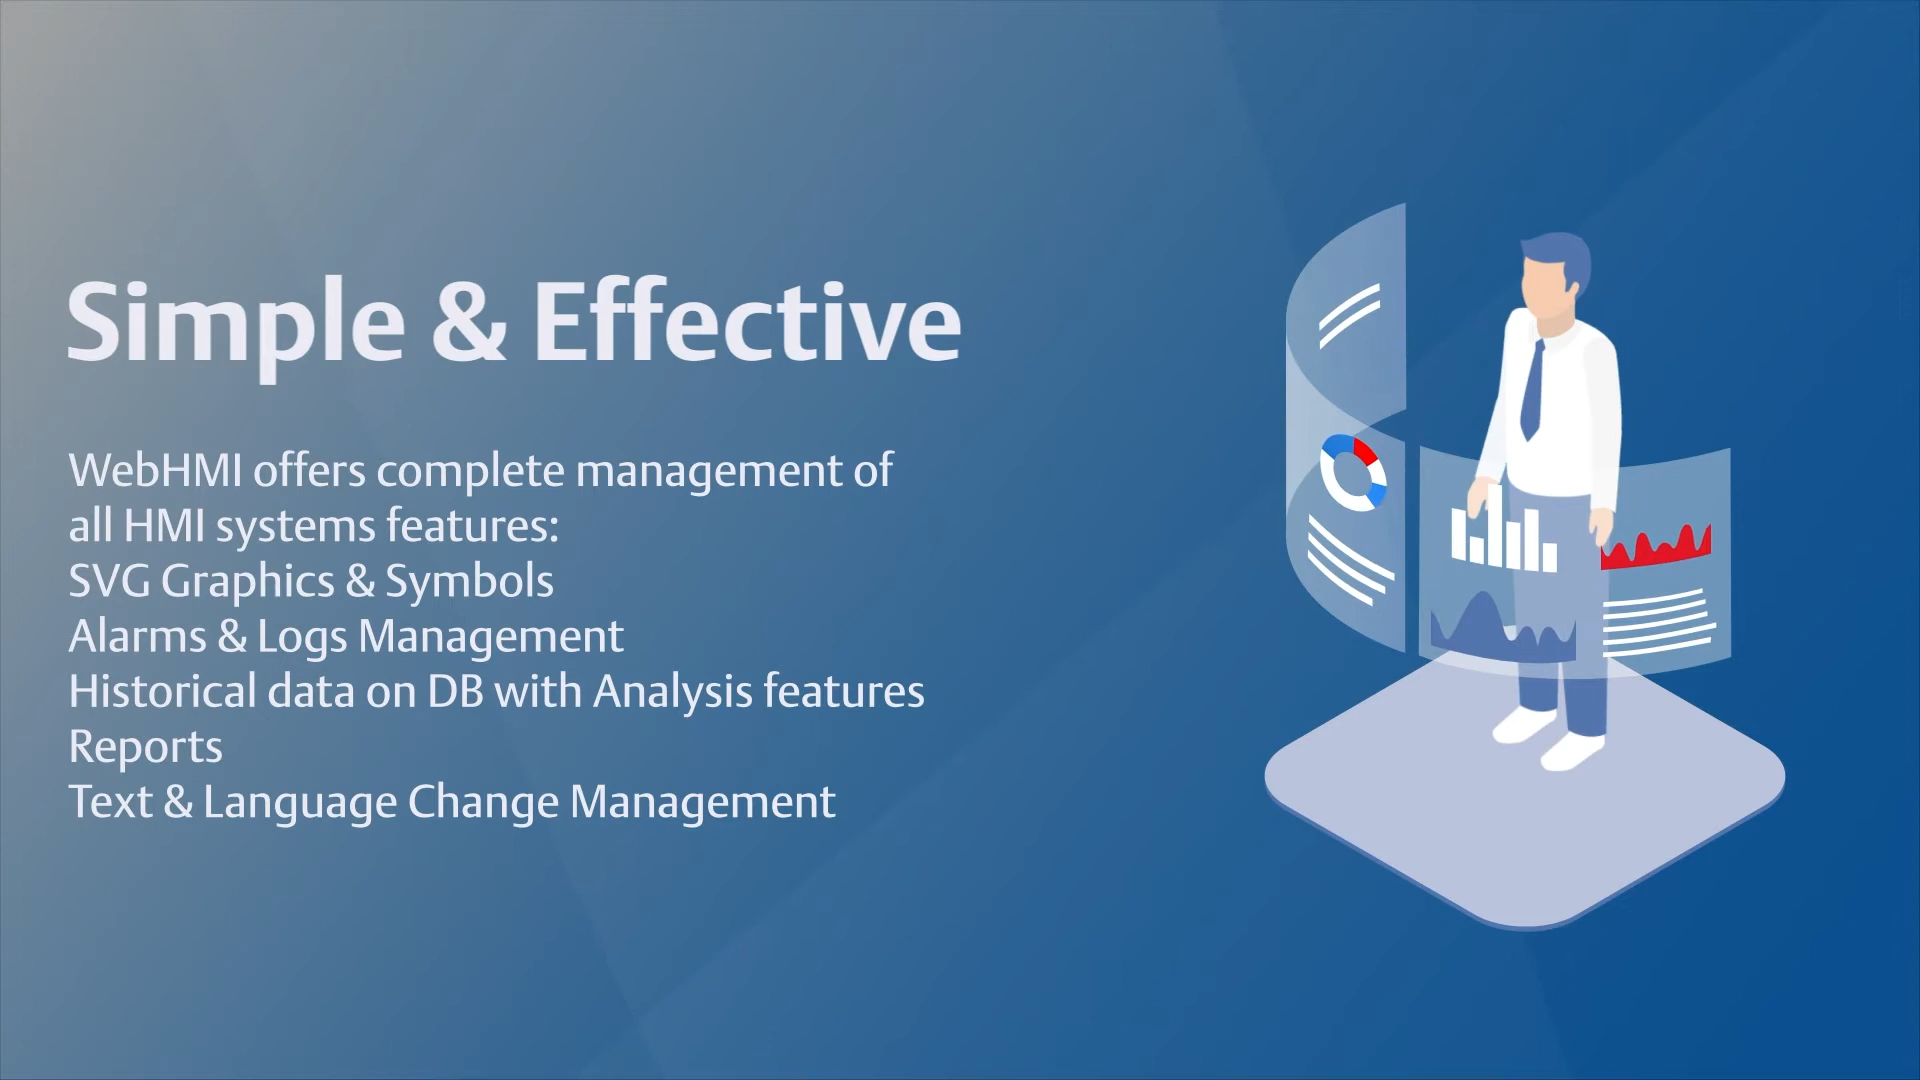 Simple & Effective
WebHMI offers complete management of
all HMI systems features:
SVG Graphics & Symbols
Alarms & Logs Management
Historical data on DB with Analysis features
Reports
Text & Language Change Management